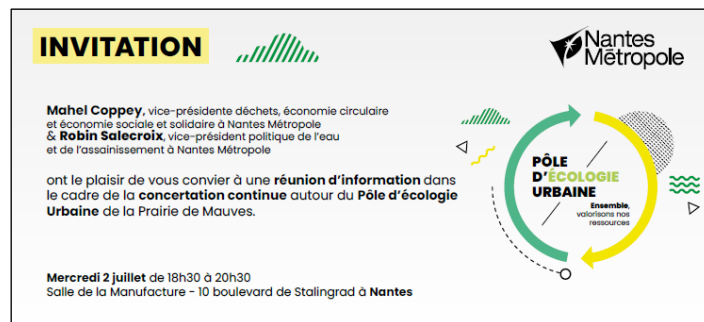 INVITATION
Nantes
Métropole
Mahel Coppey, vice-présidente déchets, économie circulaire
et économie sociale et solidaire à Nantes Métropole
& Robin Salecroix, vice-président politique de l'eau
et de l'assainissement à Nantes Métropole
ont le plaisir de vous convier à une réunion d'information dans
le cadre de la concertation continue autour du Pôle d'écologie
Urbaine de la Prairie de Mauves.
PÔLE
D'ÉCOLOGIE
URBAINE
Ensemble,
valorisons nos
ressources
Mercredi 2 juillet de 18h30 à 20h30
Salle de la Manufacture - 10 boulevard de Stalingrad à Nantes